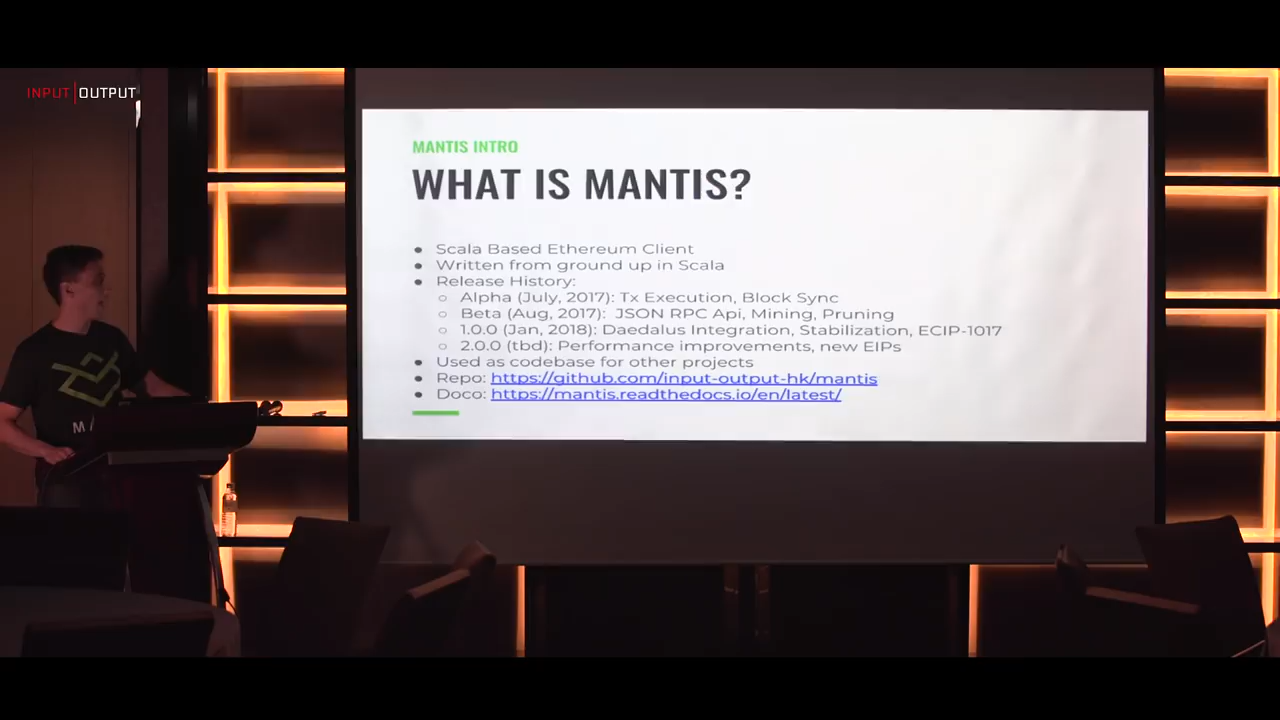 INPUT | OUTPUT
MANTIS INTRO
WHAT IS MANTIS?
● Scala Based Ethereum Client
● Written from ground up in Scala
● Release History:
○ Alpha (July, 2017): Tx Execution, Block Sync
○ Beta (Aug, 2017): JSON RPC Api, Mining, Pruning
○ 1.0.0 (Jan, 2018): Daedalus Integration, Stabilization, ECIP-1017
○ 2.0.0 (tbd): Performance improvements, new EIPs
● Used as codebase for other projects
● Repo: https://github.com/input-output-hk/mantis
● Doco: https://mantis.readthedocs.io/en/latest/